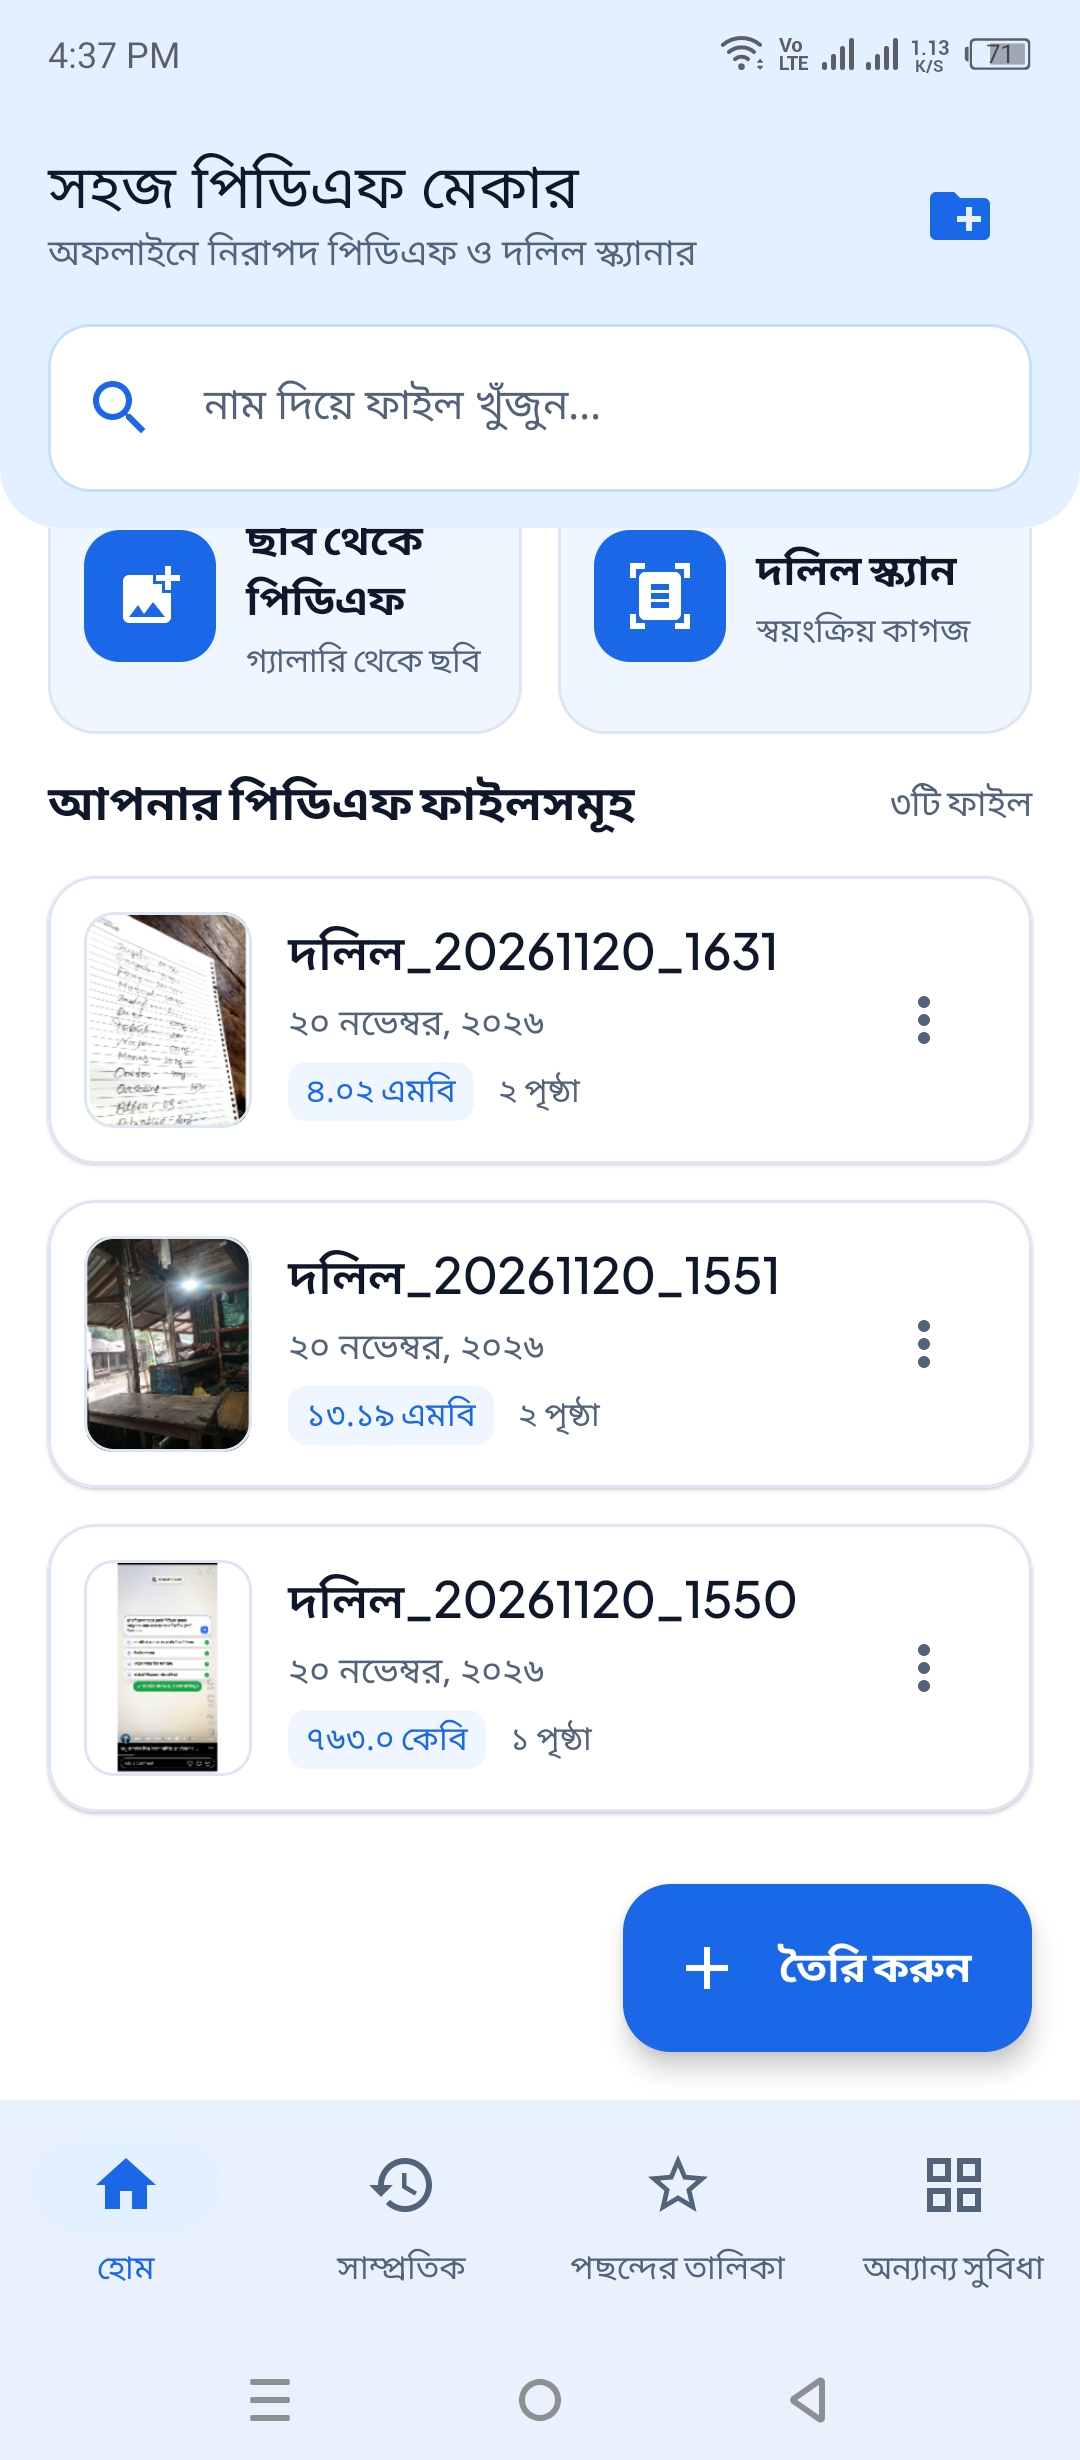 4:37 PM
Vo LTE
1.13 K/S
71
সহজ পিডিএফ মেকার
অফলাইনে নিরাপদ পিডিএফ ও দলিল স্ক্যানার
নাম দিয়ে ফাইল খুঁজুন...
ছবি থেকে
পিডিএফ
গ্যালারি থেকে ছবি
দলিল স্ক্যান
স্বয়ংক্রিয় কাগজ
আপনার পিডিএফ ফাইলসমূহ
৩টি ফাইল
দলিল_20261120_1631
২০ নভেম্বর, ২০২৬
৪.০২ এমবি ২ পৃষ্ঠা
দলিল_20261120_1551
২০ নভেম্বর, ২০২৬
১৩.১৯ এমবি ২ পৃষ্ঠা
দলিল_20261120_1550
২০ নভেম্বর, ২০২৬
৭৬৩.০ কেবি ১ পৃষ্ঠা
তৈরি করুন
হোম
সাম্প্রতিক
পছন্দের তালিকা
অন্যান্য সুবিধা